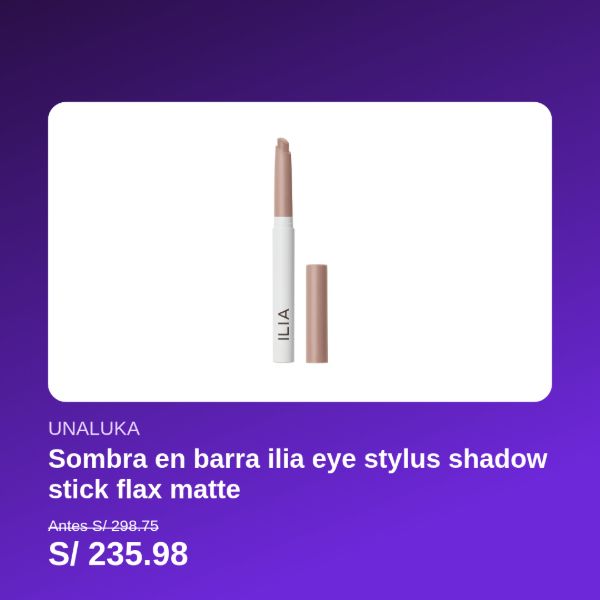 ILIA
UNALUKA
Sombra en barra ilia eye stylus shadow
stick flax matte
Antes S/ 298.75
S/ 235.98